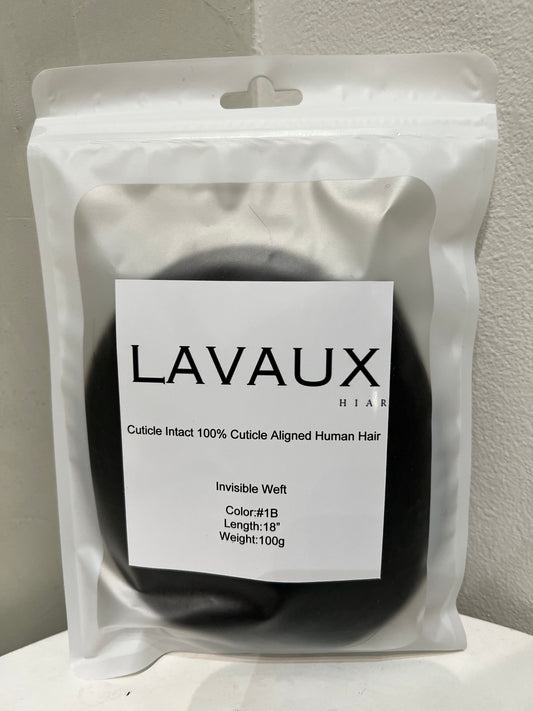 LAVAUX
HIAR
Cuticle Intact 100% Cuticle Aligned Human Hair
Invisible Weft
Color:#1B
Length:18”
Weight:100g